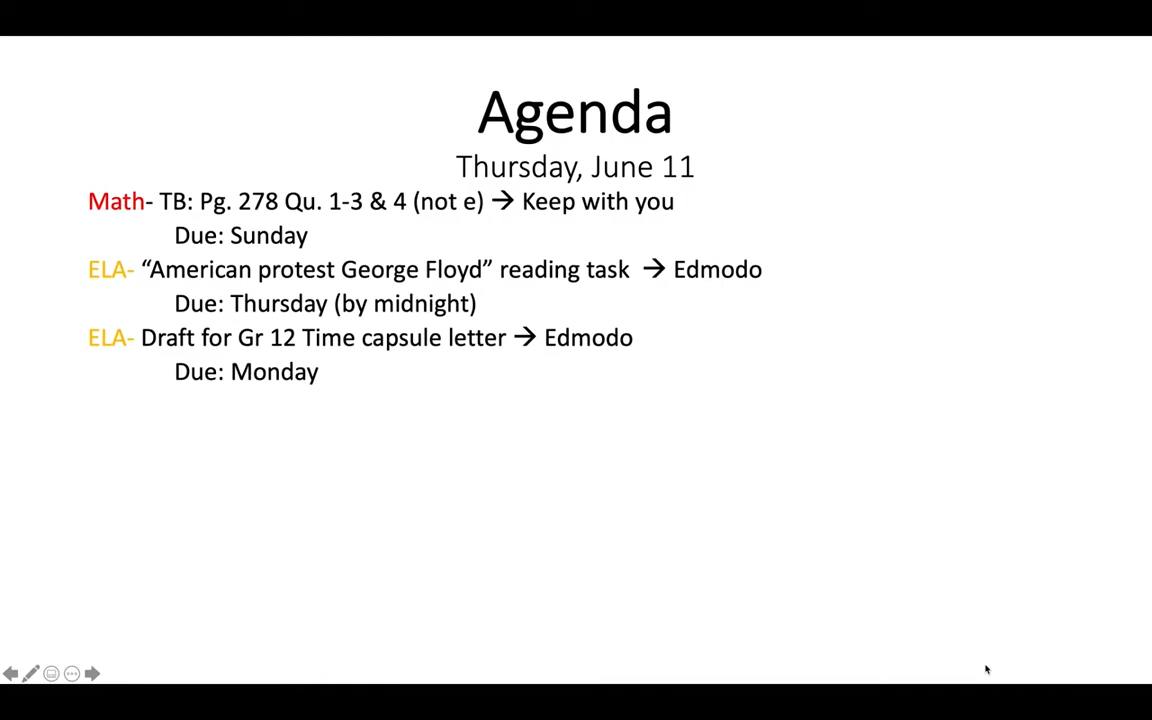 Agenda
Thursday, June 11
Math- TB: Pg. 278 Qu. 1-3 & 4 (not e) → Keep with you
Due: Sunday
ELA- “American protest George Floyd” reading task → Edmodo
Due: Thursday (by midnight)
ELA- Draft for Gr 12 Time capsule letter → Edmodo
Due: Monday